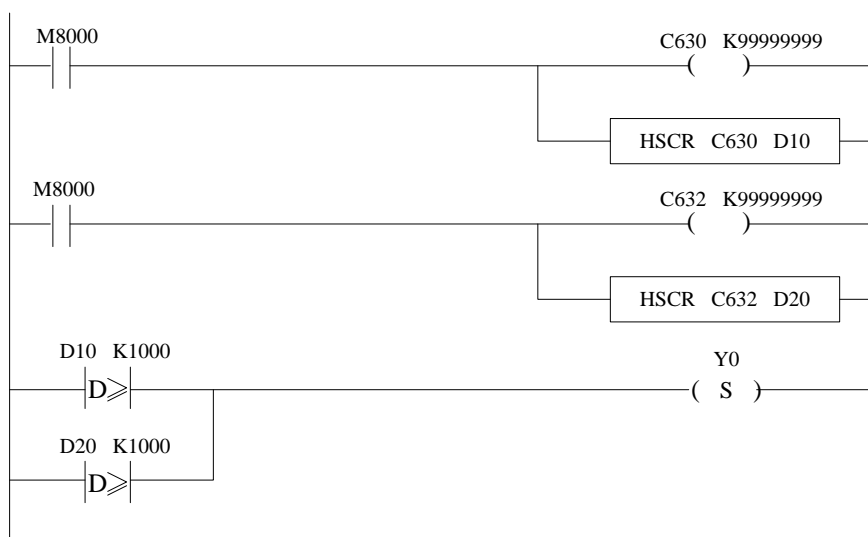 M8000
C630 K99999999
( )
HSCR C630 D10
M8000
C632 K99999999
( )
HSCR C632 D20
D10 K1000
Y0
D≥
( S )
D20 K1000
D≥